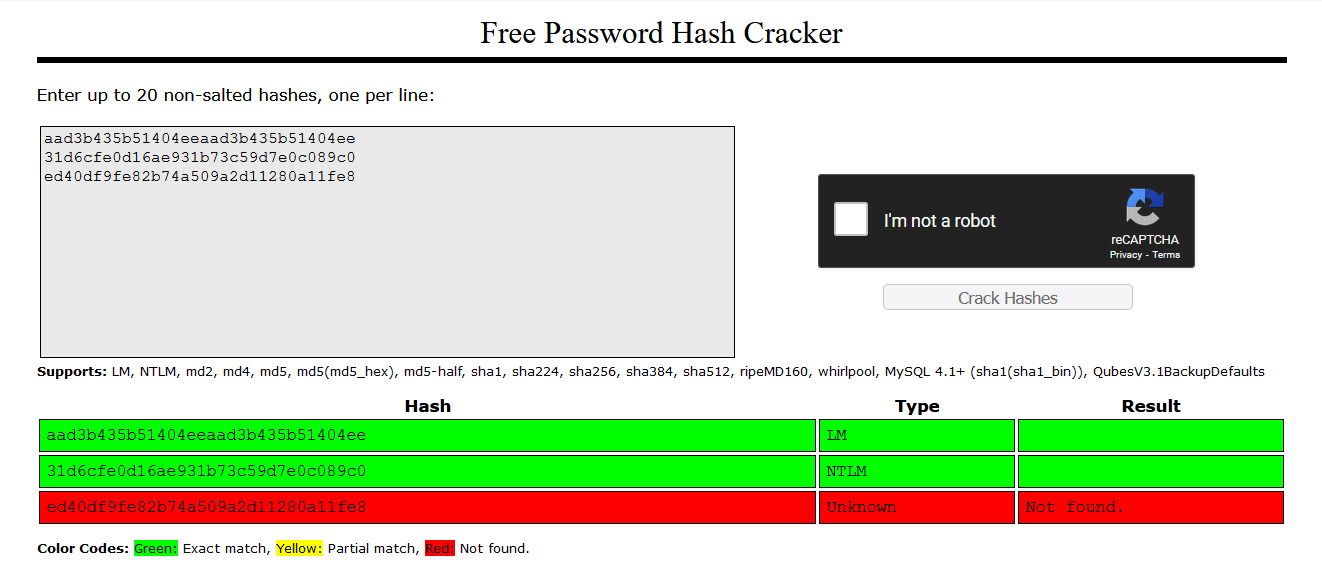 Free Password Hash Cracker
Enter up to 20 non-salted hashes, one per line:
aad3b435b51404eeaad3b435b51404ee
31d6cfe0d16ae931b73c59d7e0c089c0
ed40df9fe82b74a509a2d11280a11fe8
I'm not a robot
reCAPTCHA
Privacy - Terms
Crack Hashes
Supports: LM, NTLM, md2, md4, md5, md5(md5_hex), md5-half, sha1, sha224, sha256, sha384, sha512, ripeMD160, whirlpool, MySQL 4.1+ (sha1(sha1_bin)), QubesV3.1BackupDefaults
Hash Type Result
aad3b435b51404eeaad3b435b51404ee LM
31d6cfe0d16ae931b73c59d7e0c089c0 NTLM
ed40df9fe82b74a509a2d11280a11fe8 Unknown Not found.
Color Codes: Green: Exact match, Yellow: Partial match, Red: Not found.